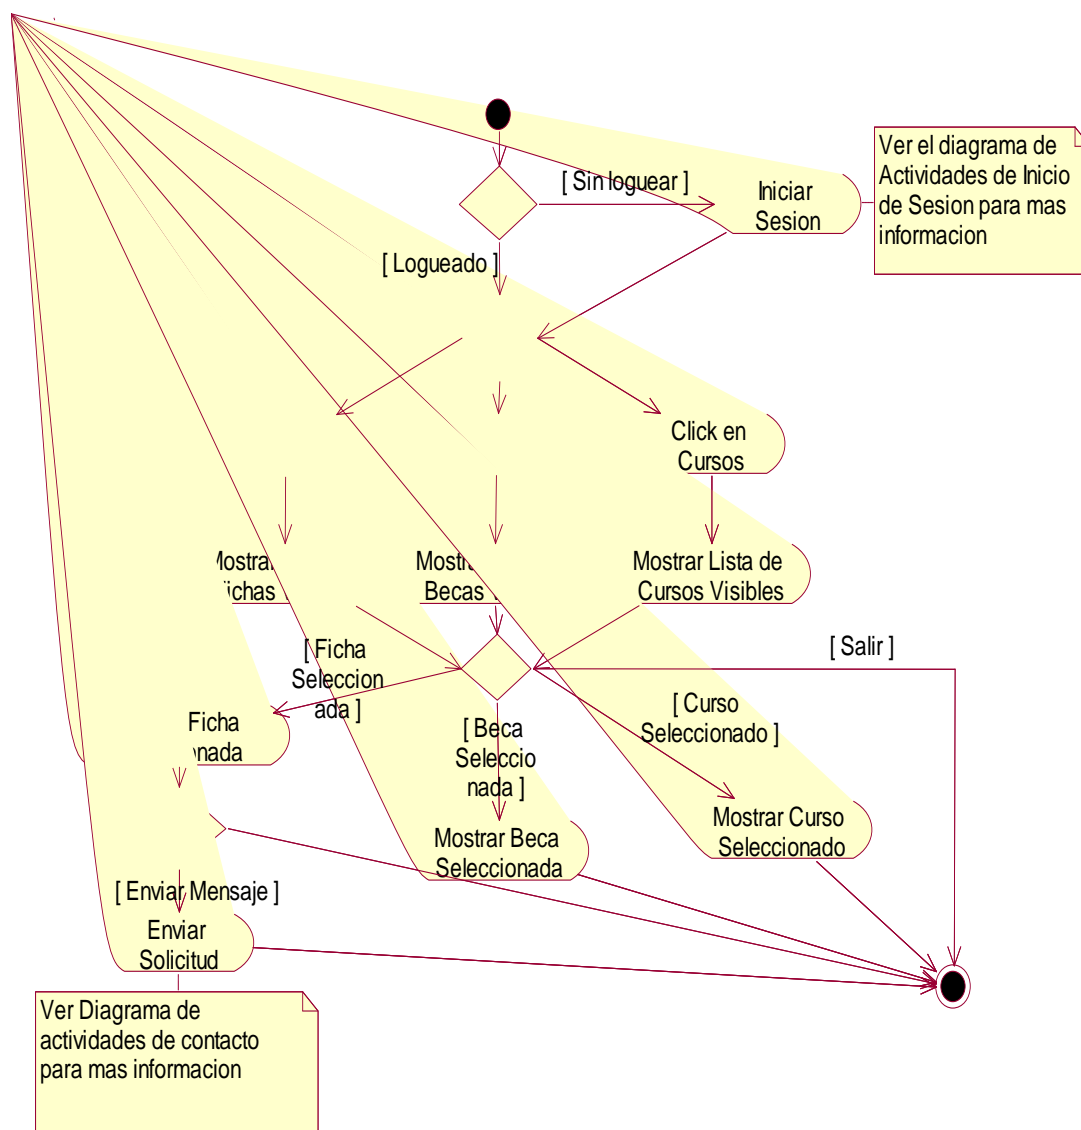 [ Sin loguear ]
Iniciar
Sesion
Ver el diagrama de
Actividades de Inicio
de Sesion para mas
informacion
[ Logueado ]
Click en
Cursos
Mostrar
Becas
Mostrar Lista de
Cursos Visibles
[ Salir ]
[ Ficha
Seleccion
ada ]
[ Curso
Seleccionado ]
Ficha
[ Beca
Seleccio
nada ]
Mostrar Beca
Seleccionada
Mostrar Curso
Seleccionado
[ Enviar Mensaje ]
Enviar
Solicitud
Ver Diagrama de
actividades de contacto
para mas informacion